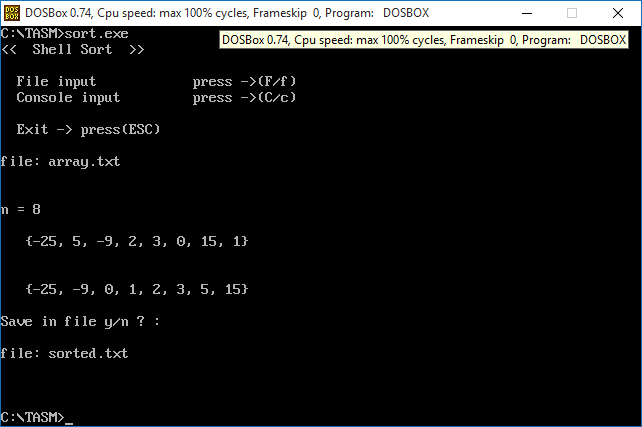 DOS
BOX
DOSBox 0.74, Cpu speed: max 100% cycles, Frameskip 0, Program: DOSBOX
C:\TASM>sort.exe
DOSBox 0.74, Cpu speed: max 100% cycles, Frameskip 0, Program: DOSBOX
<< Shell Sort >>
File input press ->(F/f)
Console input press ->(C/c)
Exit -> press(ESC)
file: array.txt
n = 8
{-25, 5, -9, 2, 3, 0, 15, 1}
{-25, -9, 0, 1, 2, 3, 5, 15}
Save in file y/n ? :
file: sorted.txt
C:\TASM>_